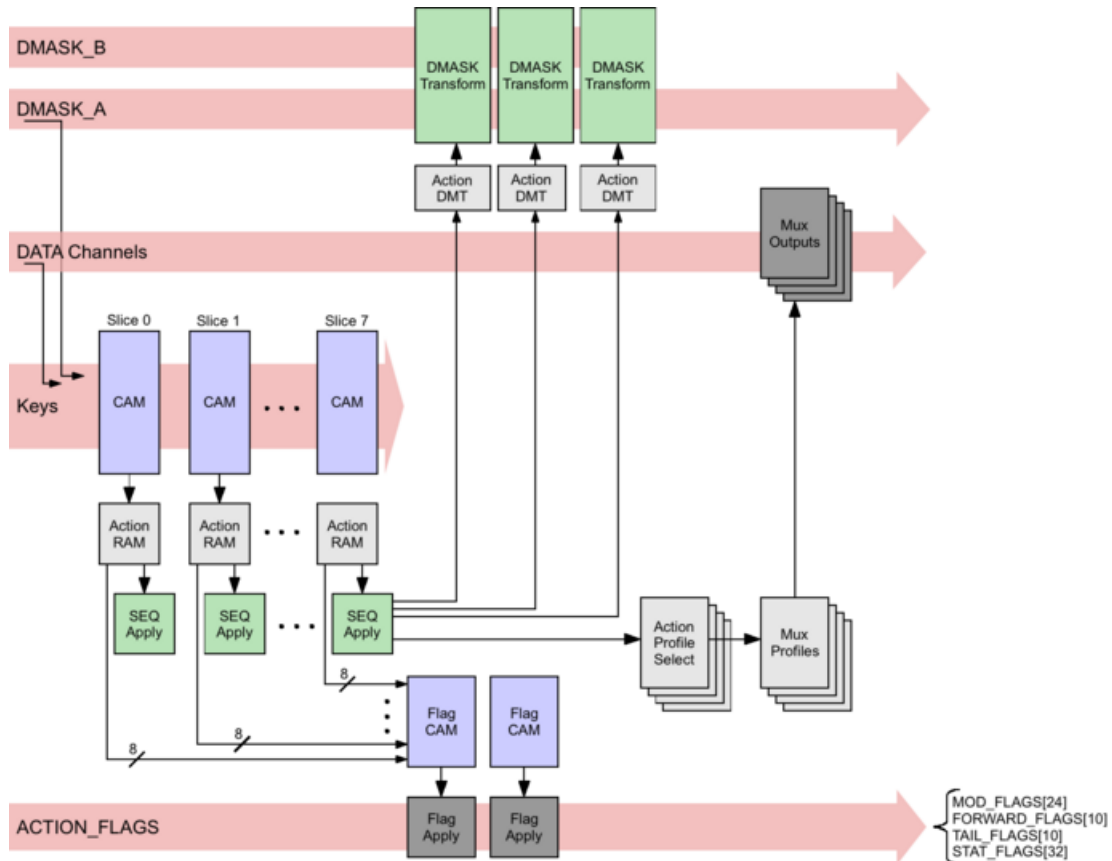 DMASK_B
DMASK
Transform
DMASK
Transform
DMASK
Transform
DMASK_A
Action
DMT
Action
DMT
Action
DMT
Mux
Outputs
DATA Channels
Slice 0
Slice 1
Slice 7
Keys
CAM
CAM
CAM
Action
RAM
Action
RAM
Action
RAM
SEQ
Apply
SEQ
Apply
SEQ
Apply
Action
Profile
Select
Mux
Profiles
8
8
8
Flag
CAM
Flag
CAM
ACTION_FLAGS
Flag
Apply
Flag
Apply
MOD_FLAGS[24]
FORWARD_FLAGS[10]
TAIL_FLAGS[10]
STAT_FLAGS[32]